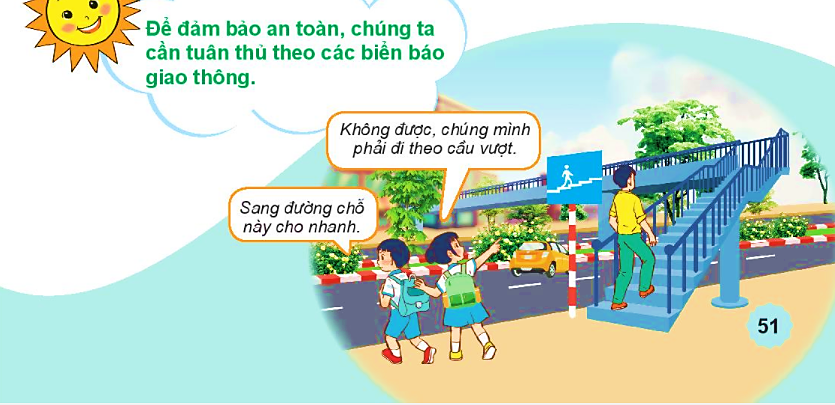 Để đảm bảo an toàn, chúng ta
cần tuân thủ theo các biển báo
giao thông.
Không được, chúng mình
phải đi theo cầu vượt.
Sang đường chỗ
này cho nhanh.
51